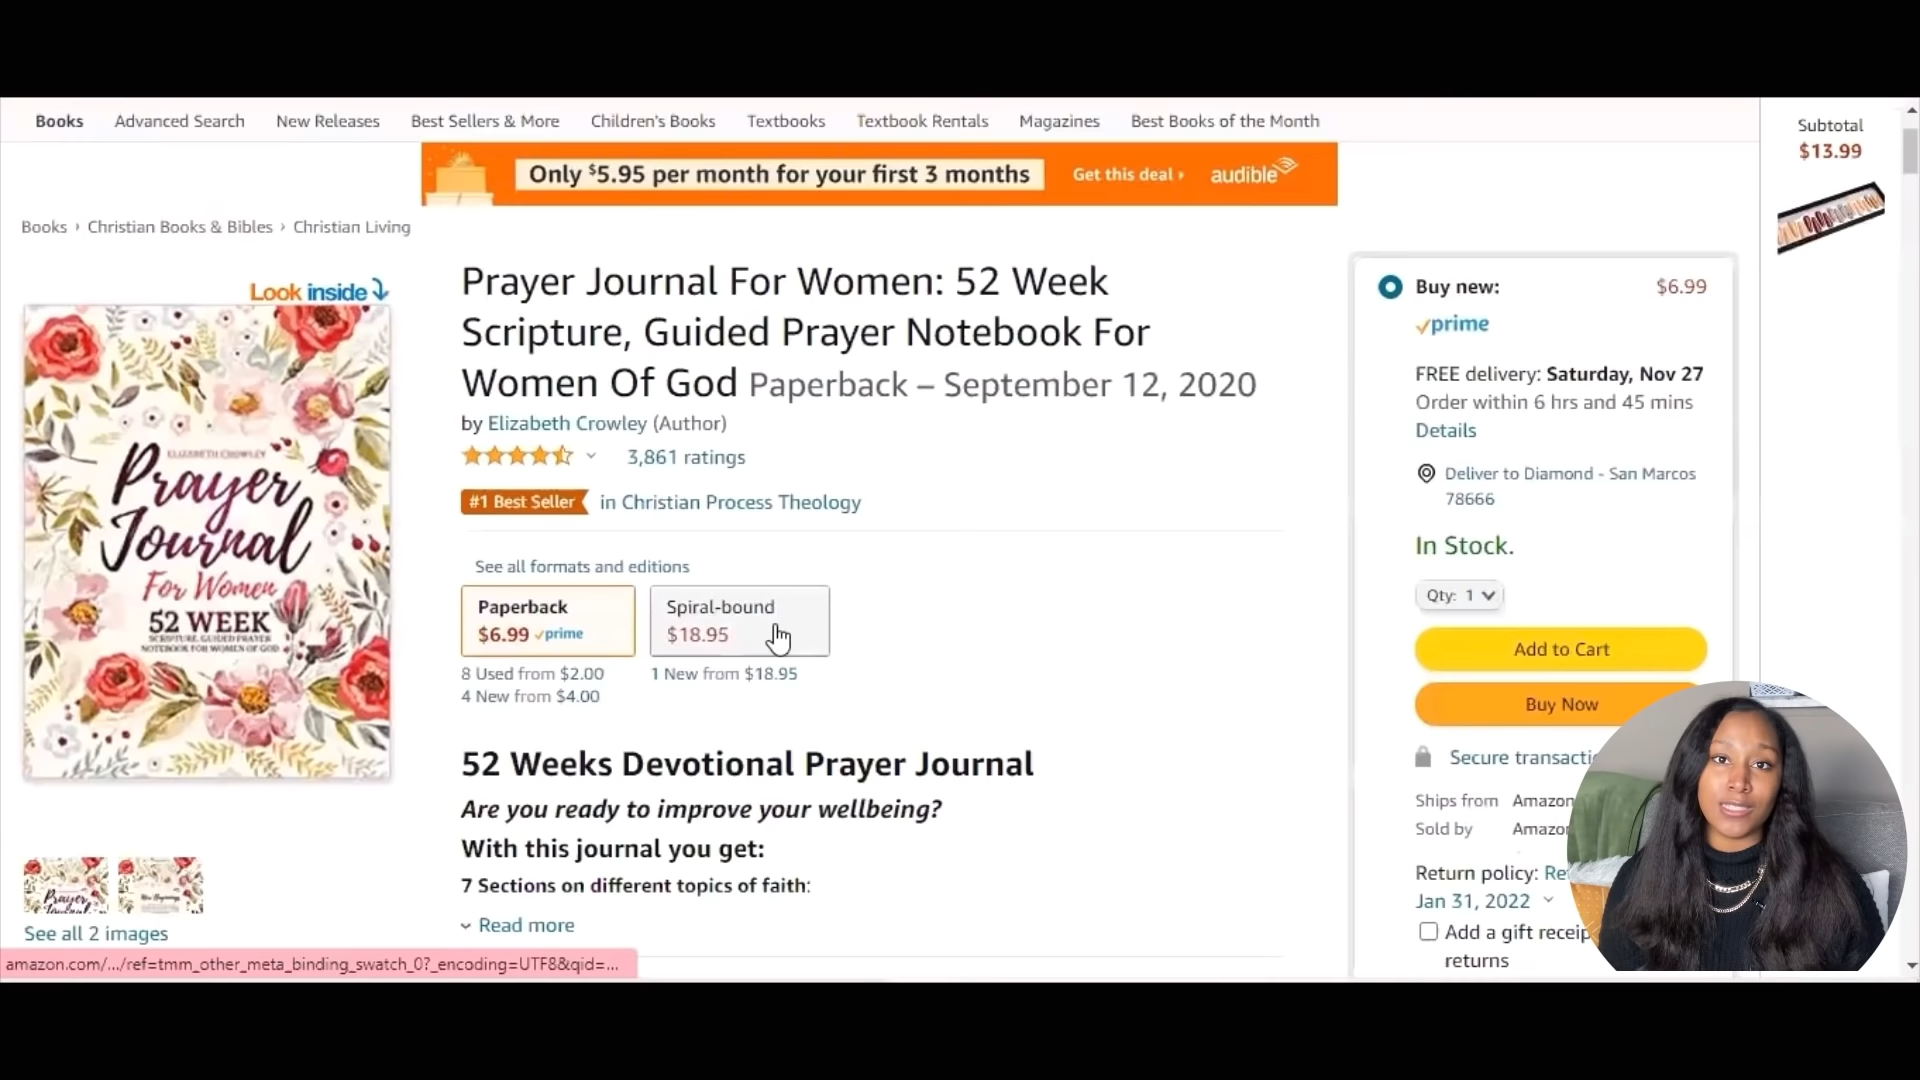 Books Advanced Search New Releases Best Sellers & More Children's Books Textbooks Textbook Rentals Magazines Best Books of the Month
Subtotal
$13.99
Only $5.95 per month for your first 3 months Get this deal › audible
Books › Christian Books & Bibles › Christian Living
Look inside
ELIZABETH CROWLEY
Prayer
Journal
For Women
52 WEEK
SCRIPTURE, GUIDED PRAYER
NOTEBOOK FOR WOMEN OF GOD
See all 2 images
Prayer Journal For Women: 52 Week
Scripture, Guided Prayer Notebook For
Women Of God Paperback – September 12, 2020
by Elizabeth Crowley (Author)
3,861 ratings
#1 Best Seller in Christian Process Theology
See all formats and editions
Paperback
$6.99 prime
8 Used from $2.00
4 New from $4.00
Spiral-bound
$18.95
1 New from $18.95
52 Weeks Devotional Prayer Journal
Are you ready to improve your wellbeing?
With this journal you get:
7 Sections on different topics of faith:
Read more
Buy new: $6.99
prime
FREE delivery: Saturday, Nov 27
Order within 6 hrs and 45 mins
Details
Deliver to Diamond - San Marcos
78666
In Stock.
Qty: 1
Add to Cart
Buy Now
Secure transacti
Ships from Amazon
Sold by Amazon
Return policy: Re
Jan 31, 2022
Add a gift receip
returns
amazon.com/.../ref=tmm_other_meta_binding_swatch_0?_encoding=UTF8&qid=...